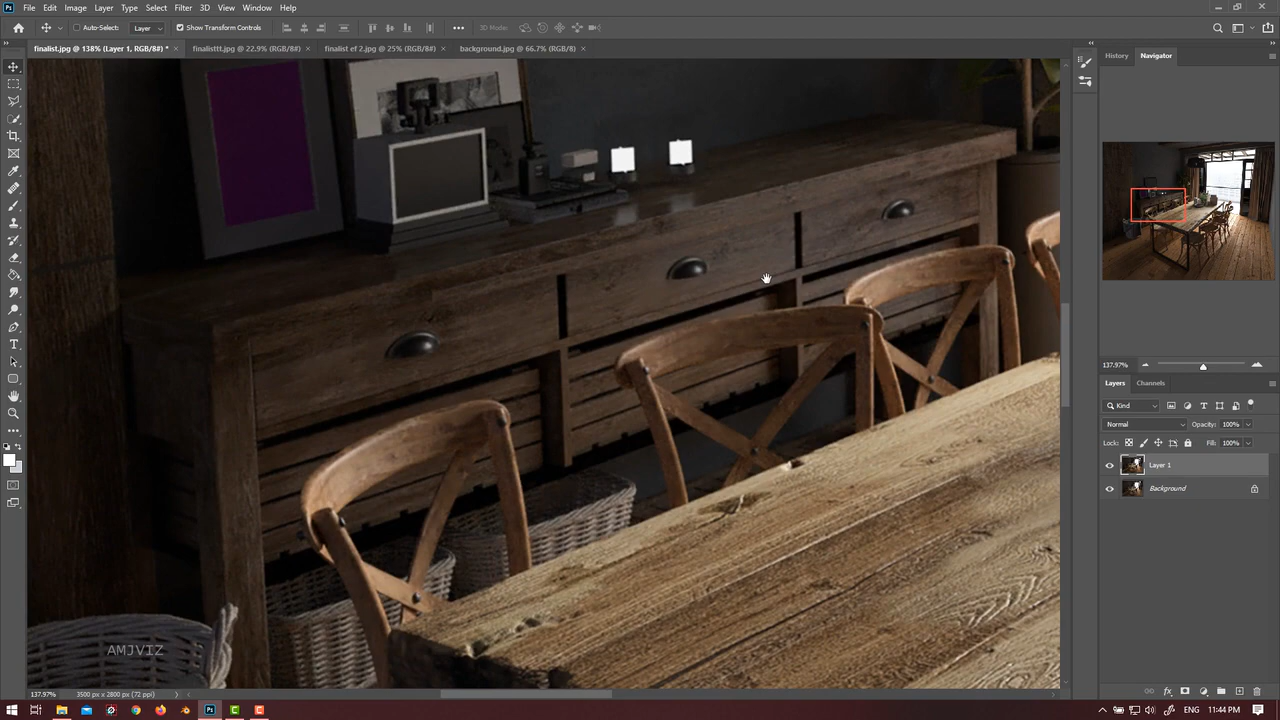 File Edit Image Layer Type Select Filter 3D View Window Help
Auto-Select: Layer Show Transform Controls 3D Mode:
finalist.jpg @ 138% (Layer 1, RGB/8#) * × finalisttt.jpg @ 22.9% (RGB/8#) × finalist ef 2.jpg @ 25% (RGB/8#) × background.jpg @ 66.7% (RGB/8) ×
History Navigator
137.97%
Layers Channels
Kind
Normal Opacity: 100%
Lock: Fill: 100%
Layer 1
Background
AMJVIZ
137.97% 3500 px x 2800 px (72 ppi)
11:44 PM